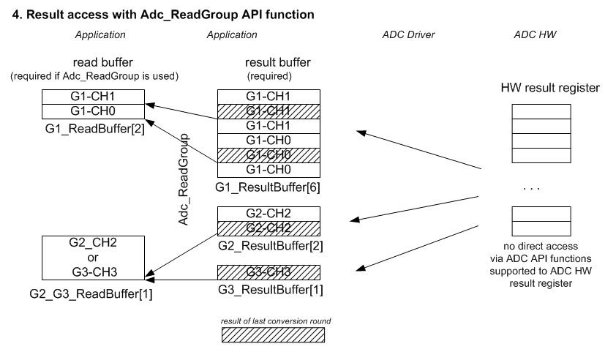 4. Result access with Adc_ReadGroup API function
Application
Application
ADC Driver
ADC HW
read buffer
(required if Adc_ReadGroup is used)
G1-CH1
G1-CH0
G1_ReadBuffer[2]
G2_CH2
or
G3-CH3
G2_G3_ReadBuffer[1]
Adc_ReadGroup
result buffer
(required)
G1-CH1
G1-CH1
G1-CH1
G1-CH0
G1-CH0
G1-CH0
G1_ResultBuffer[6]
G2-CH2
G2-CH2
G2_ResultBuffer[2]
G3-CH3
G3_ResultBuffer[1]
HW result register
...
no direct access
via ADC API functions
supported to ADC HW
result register
result of last conversion round